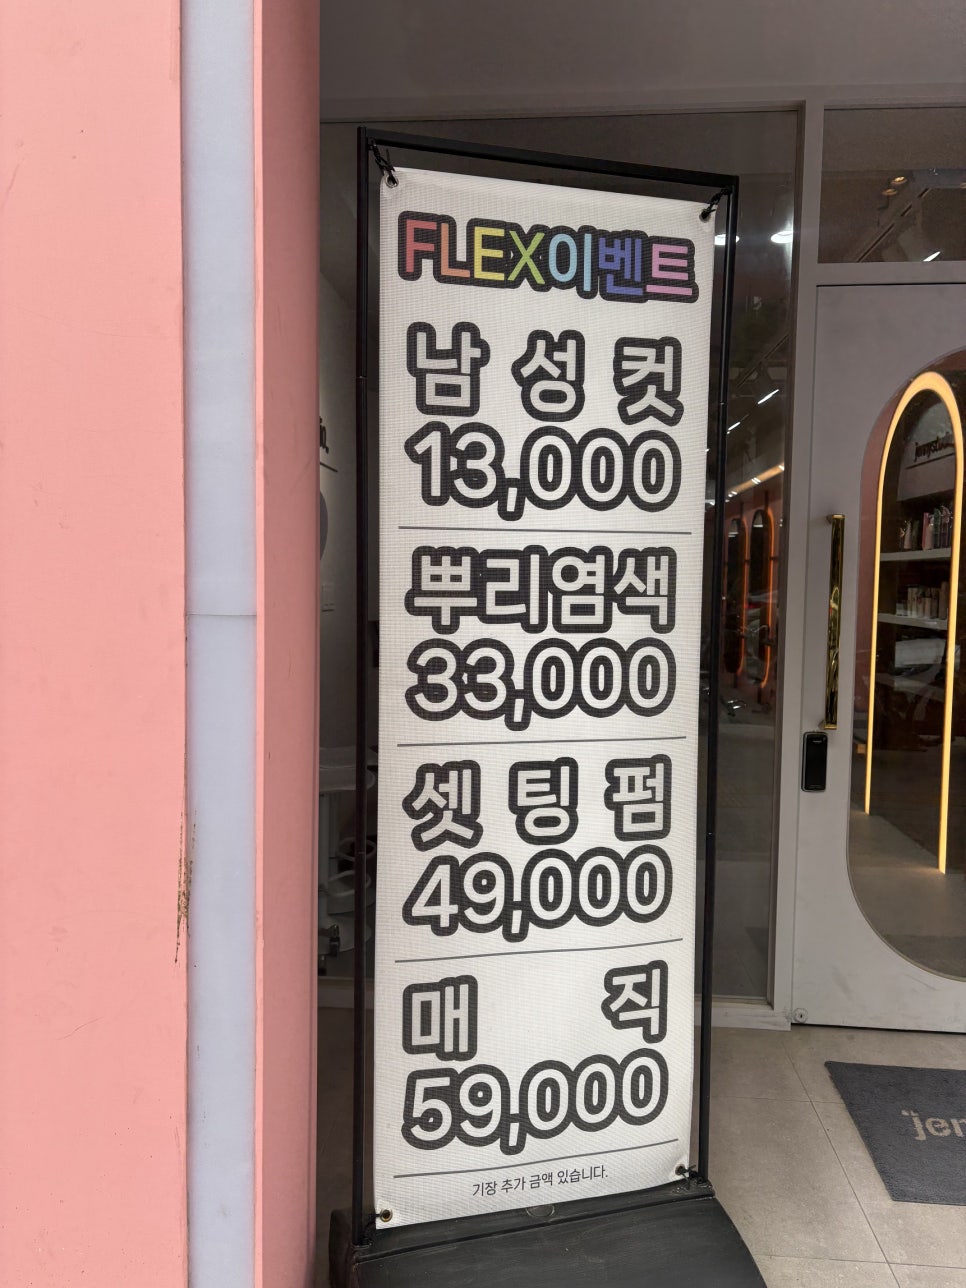 FLEX이벤트
남성컷
13,000
뿌리염색
33,000
셋팅펌
49,000
매직
59,000
기장 추가 금액 있습니다.